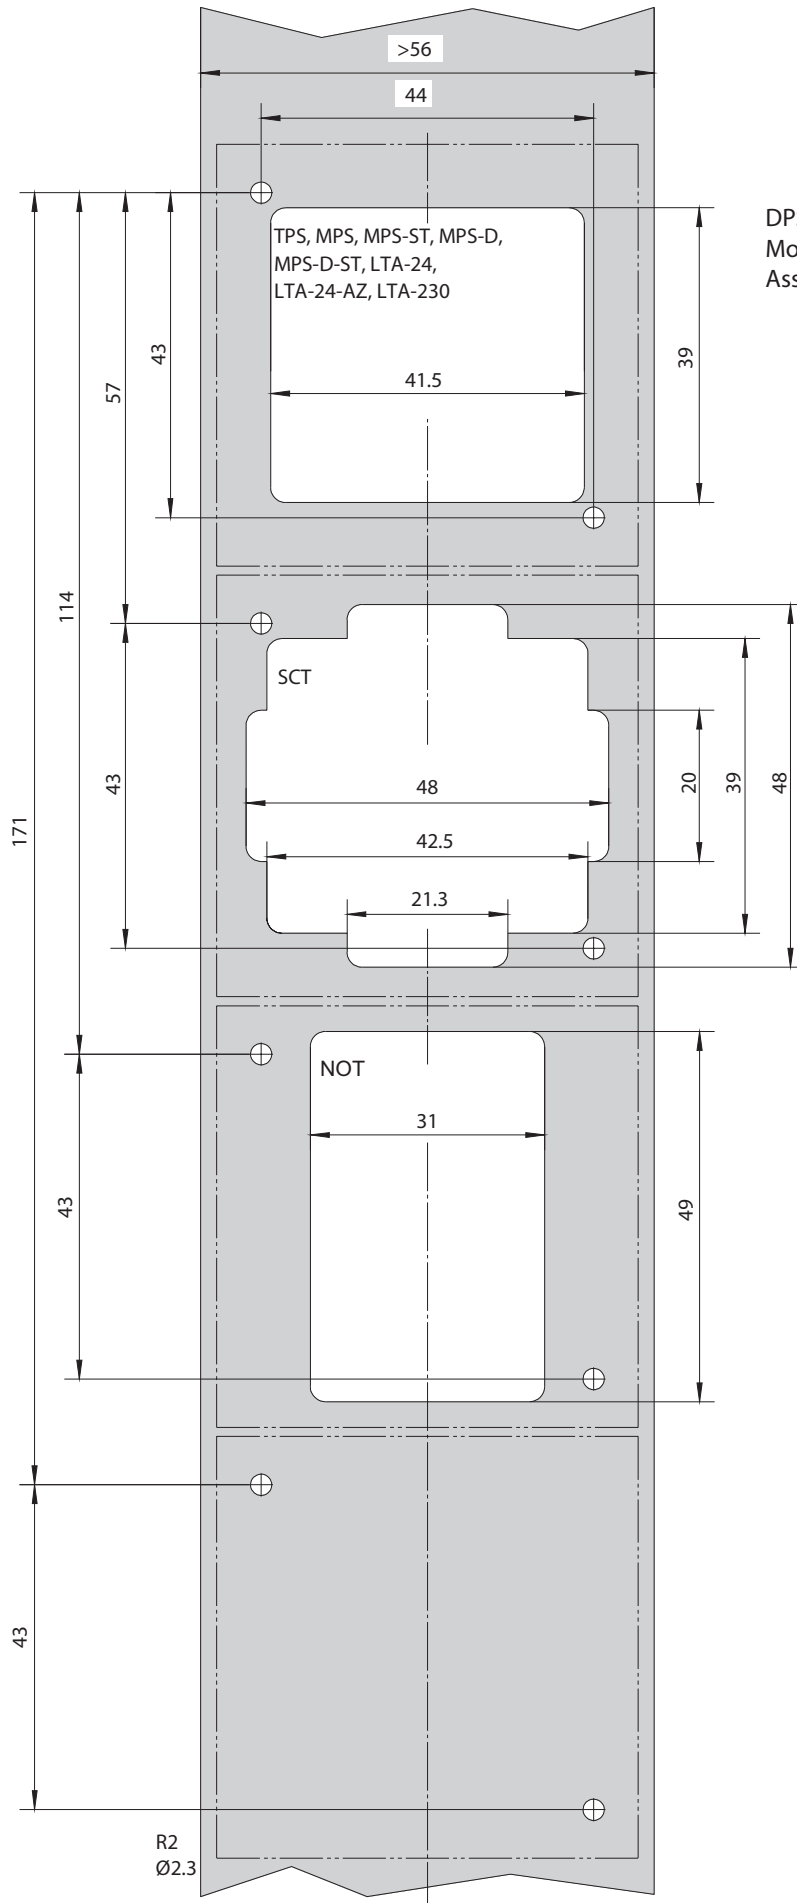 >56
44
TPS, MPS, MPS-ST, MPS-D,
MPS-D-ST, LTA-24,
LTA-24-AZ, LTA-230
DP
Mo
Ass
43
57
39
41.5
114
SCT
43
171
20
39
48
48
42.5
21.3
NOT
31
43
49
43
R2
Ø2.3